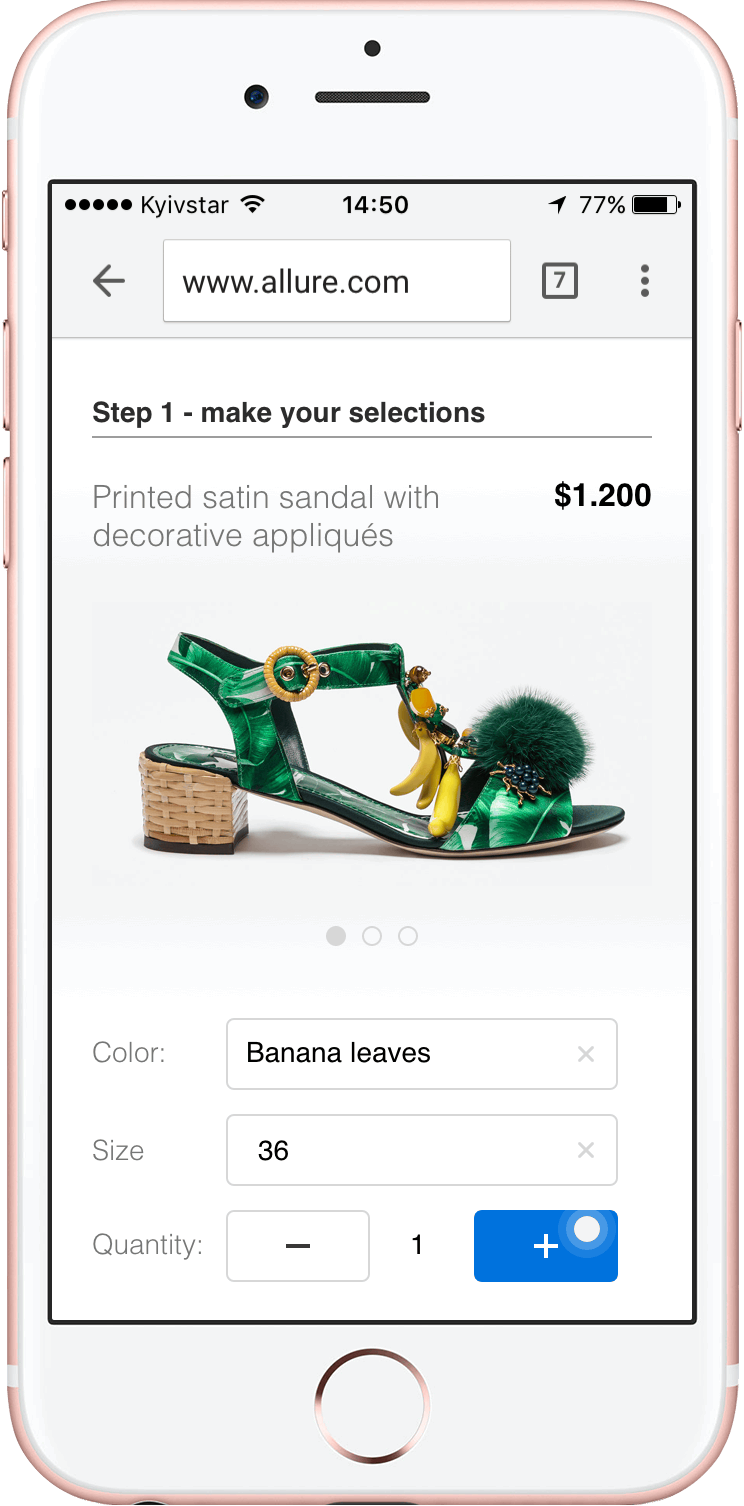 Kyivstar 14:50 77%
www.allure.com 7
Step 1 - make your selections
Printed satin sandal with $1.200
decorative appliqués
Color: Banana leaves ×
Size 36 ×
Quantity: − 1 +